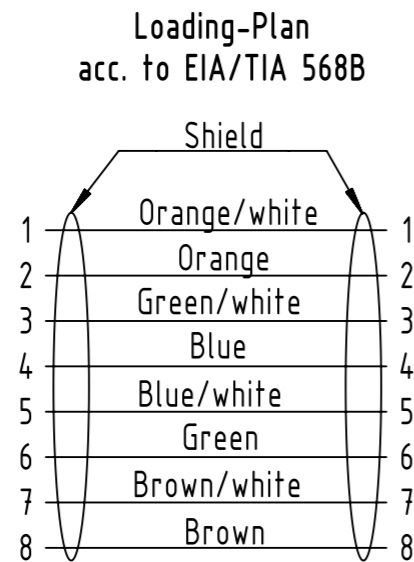 Loading-Plan
acc. to EIA/TIA 568B
Shield
1 Orange/white 1
2 Orange 2
3 Green/white 3
4 Blue 4
5 Blue/white 5
6 Green 6
7 Brown/white 7
8 Brown 8